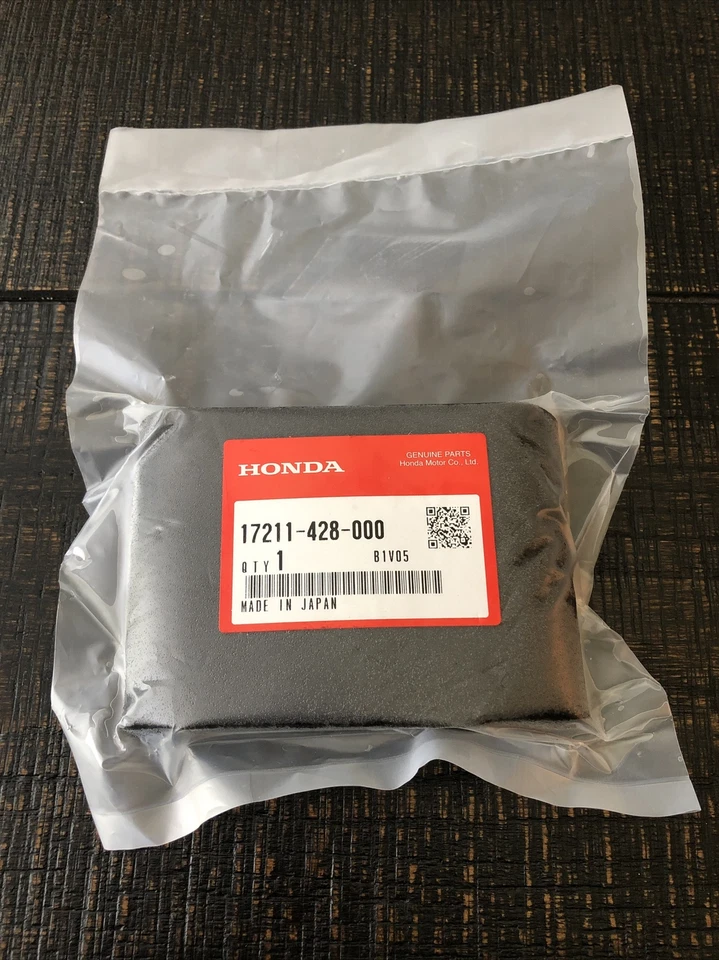 HONDA
GENUINE PARTS
Honda Motor Co., Ltd.
17211-428-000
QTY 1 B1V05
MADE IN JAPAN